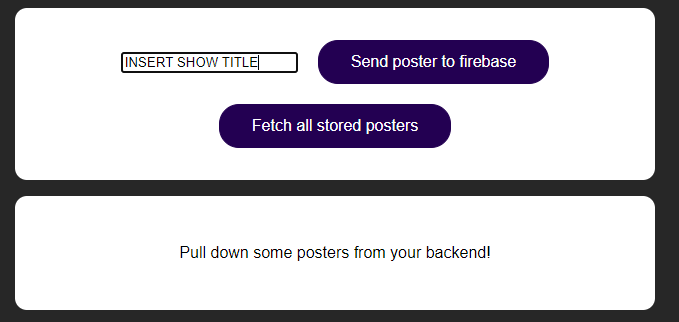 INSERT SHOW TITLE
Send poster to firebase
Fetch all stored posters
Pull down some posters from your backend!